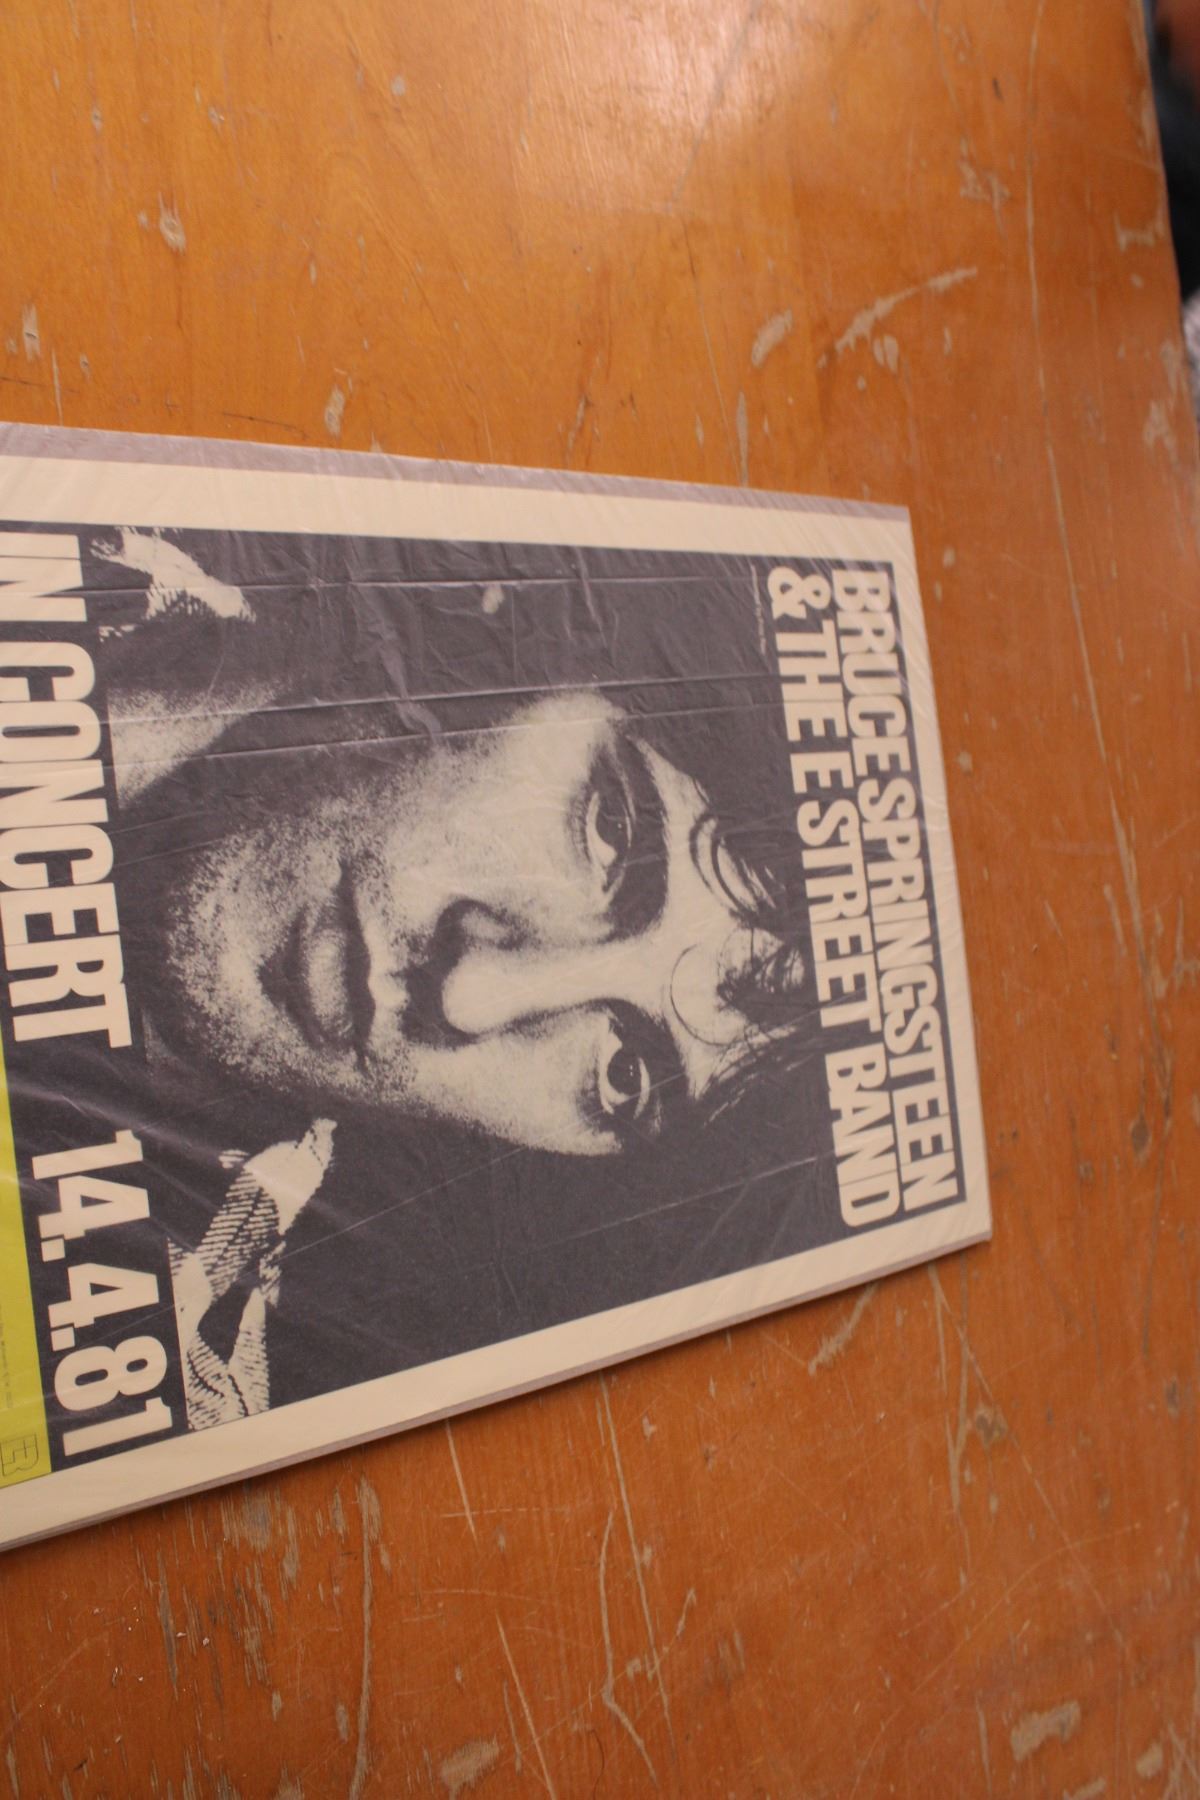 BRUCE SPRINGSTEEN
& THE E STREET BAND
IN CONCERT 14.4.81